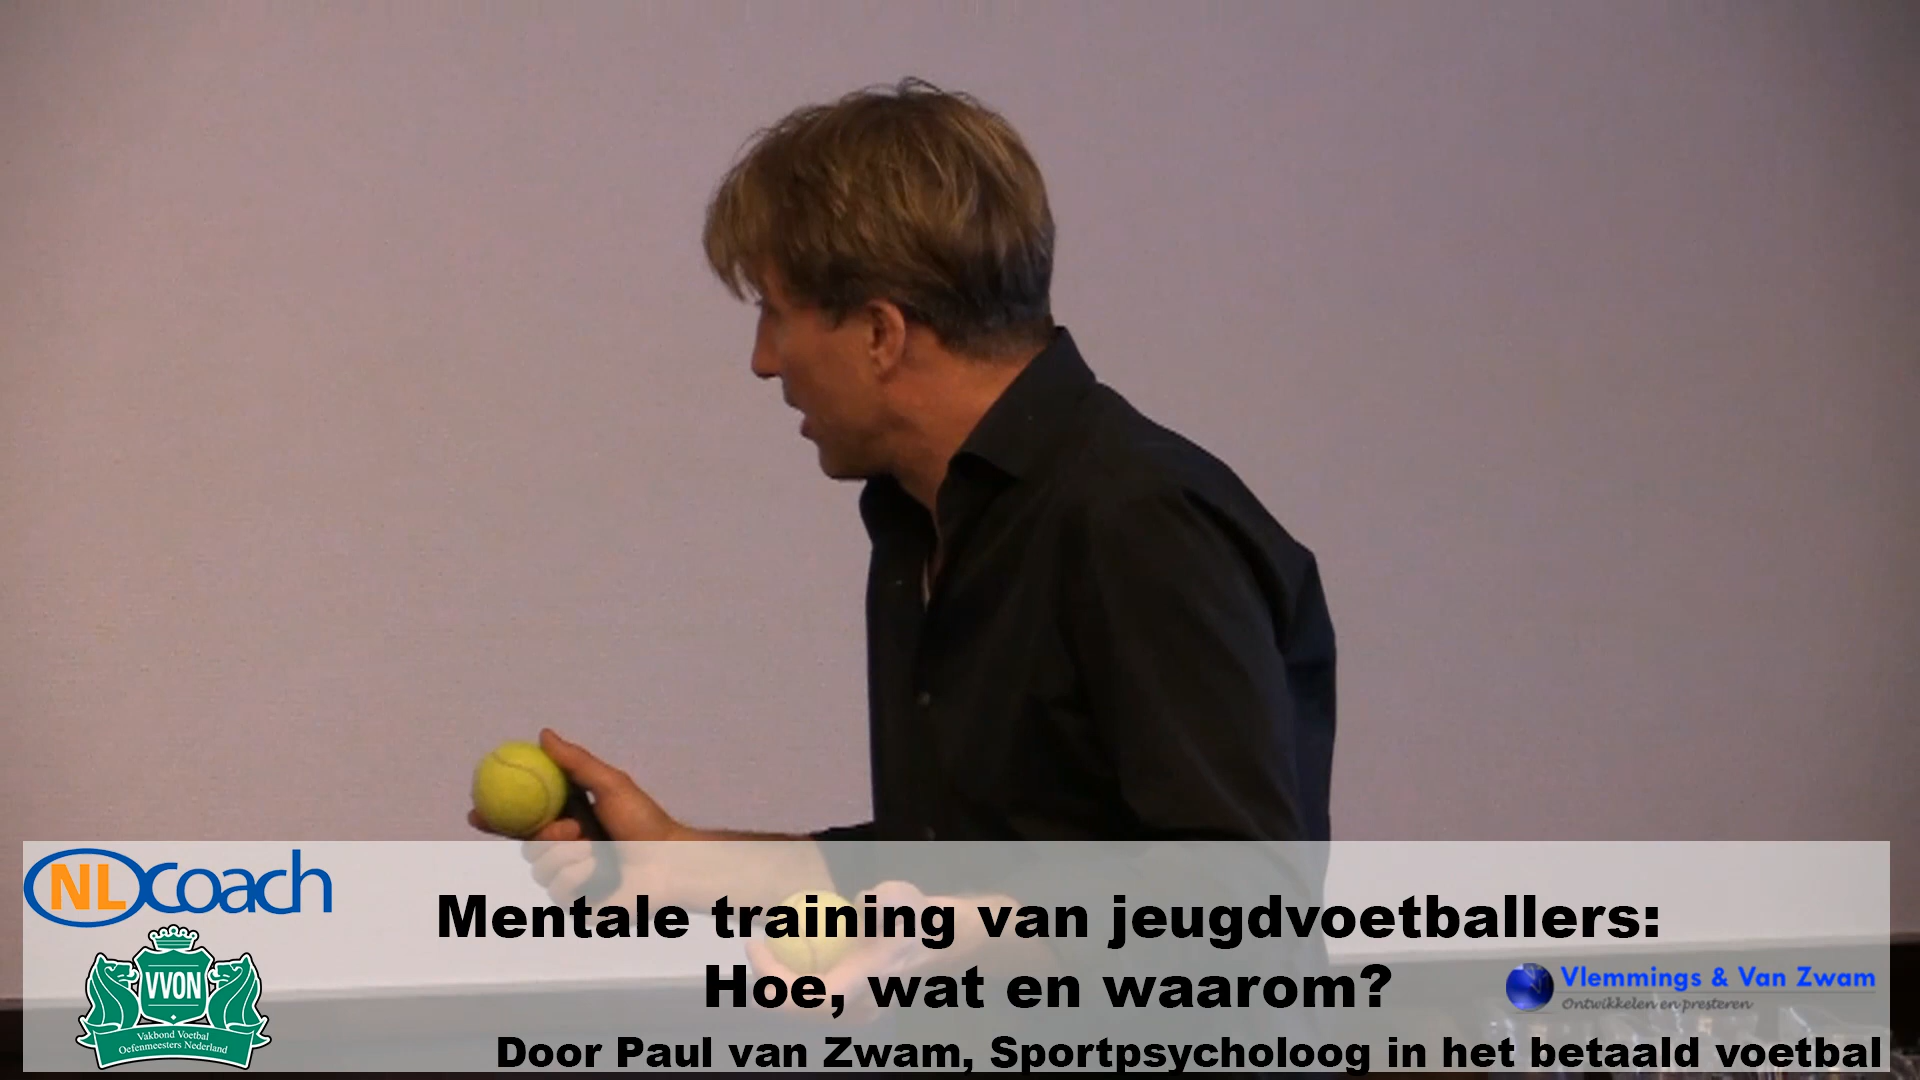 NLcoach
VVON
Vakbond Voetbal
Oefenmeesters Nederland
Mentale training van jeugdvoetballers:
Hoe, wat en waarom?
Vlemmings & Van Zwam
Ontwikkelen en presteren
Door Paul van Zwam, Sportpsycholoog in het betaald voetbal